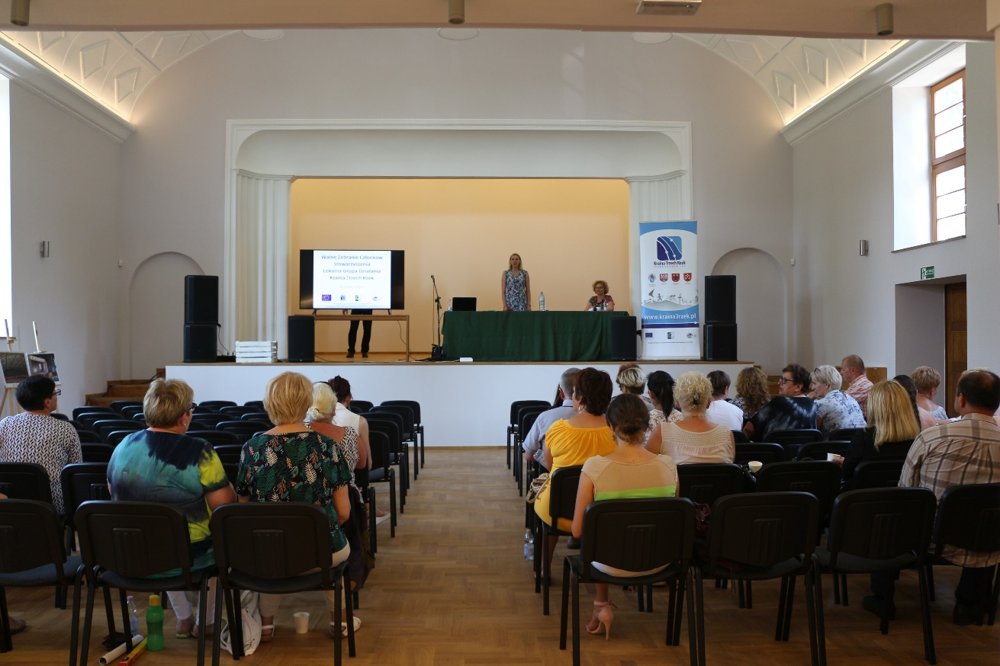 Walne Zebranie Członków
Stowarzyszenia
Lokalna Grupa Działania
Kraina Trzech Rzek
Kraina Trzech Rzek
www.kraina3rzek.pl